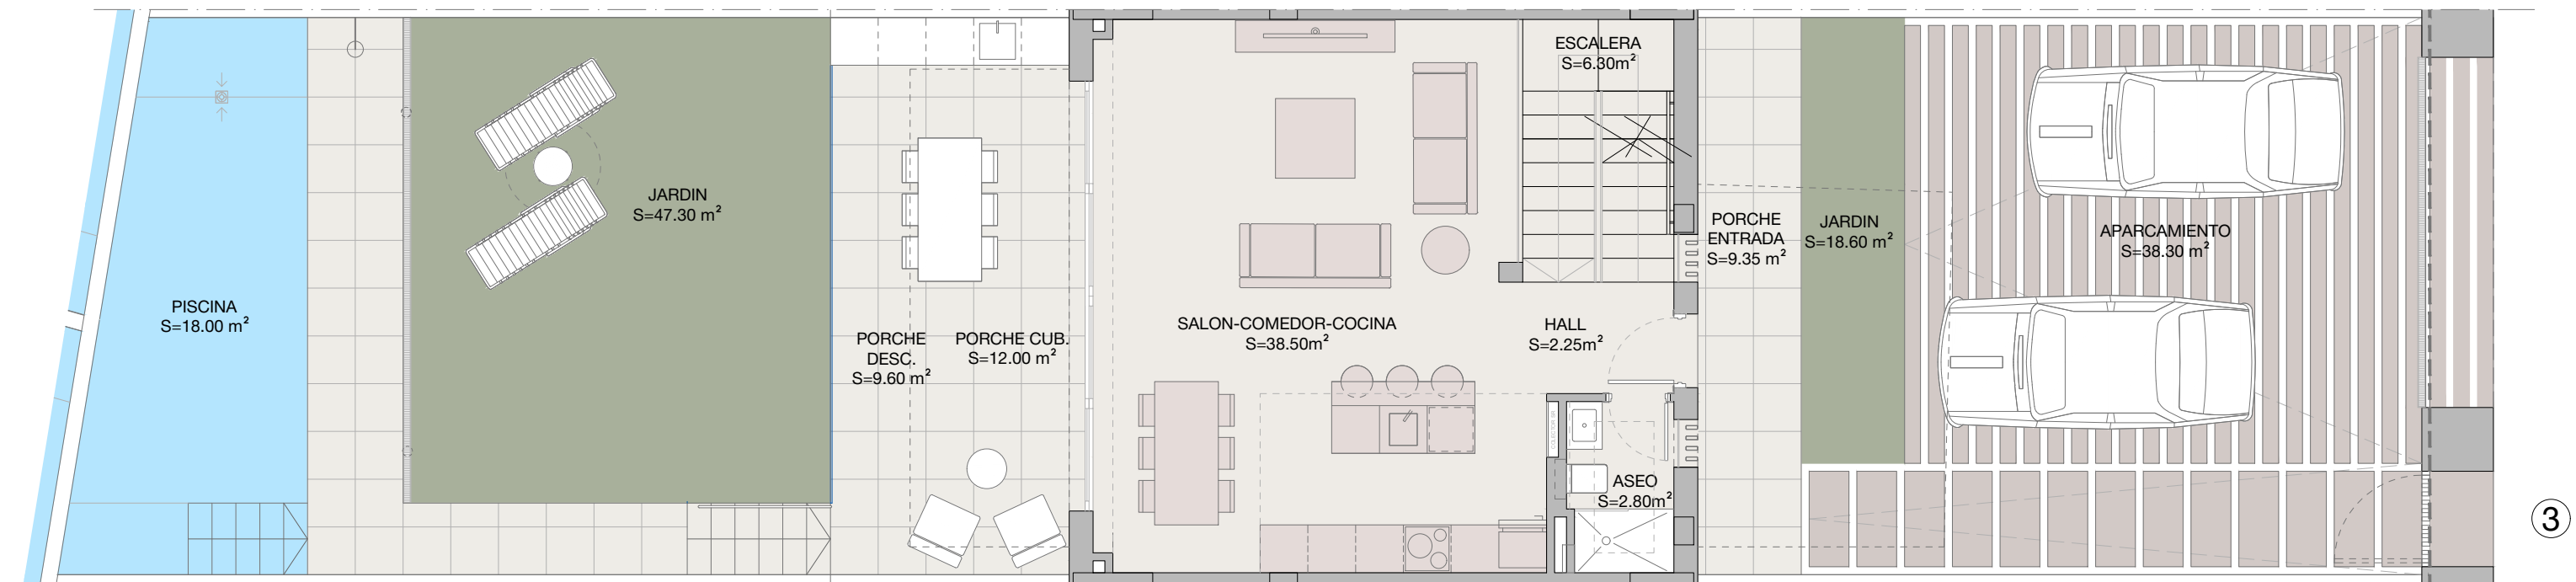 ESCALERA
S=6.30m²
JARDIN
S=47.30 m²
PORCHE
ENTRADA
S=9.35 m²
JARDIN
S=18.60 m²
APARCAMIENTO
S=38.30 m²
PISCINA
S=18.00 m²
PORCHE
DESC.
S=9.60 m²
PORCHE CUB.
S=12.00 m²
SALON-COMEDOR-COCINA
S=38.50m²
HALL
S=2.25m²
ASEO
S=2.80m²
3